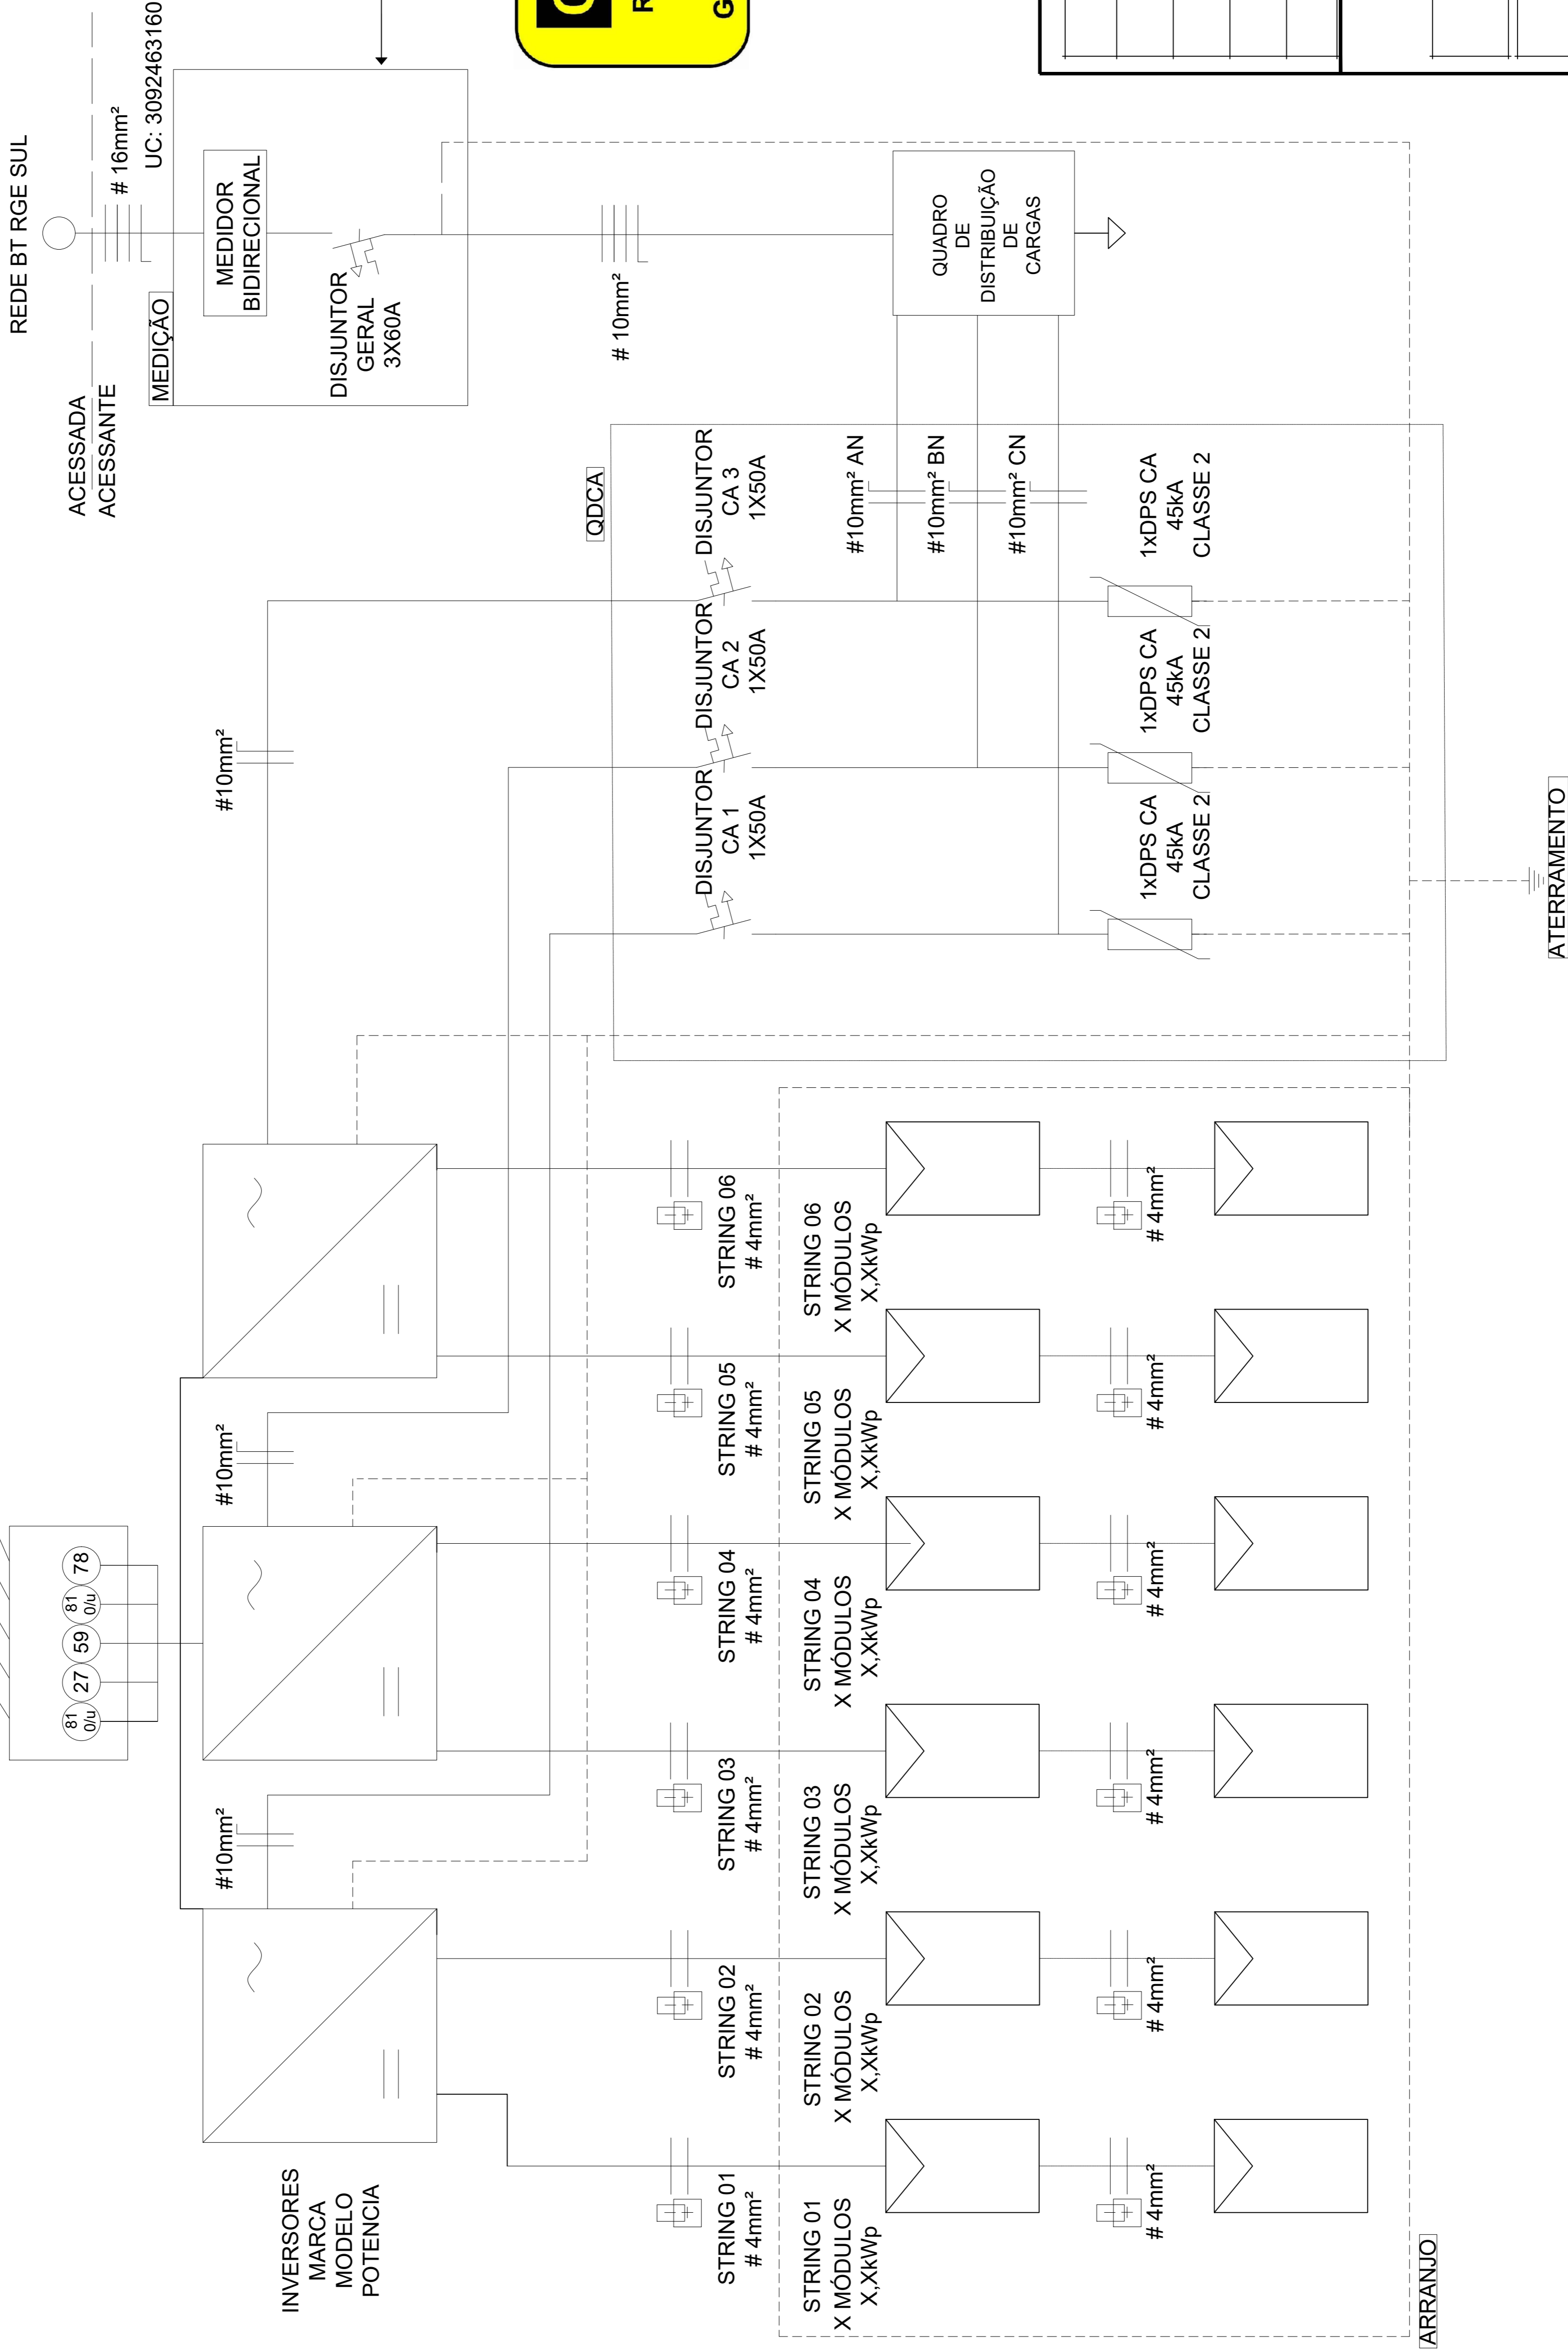 REDE BT RGE SUL
ACESSADA
ACESSANTE
# 16mm²
UC: 3092463160
MEDIÇÃO
MEDIDOR
BIDIRECIONAL
DISJUNTOR
GERAL
3X60A
# 10mm²
QUADRO
DE
DISTRIBUIÇÃO
DE
CARGAS
QDCA
DISJUNTOR
CA 1
1X50A
DISJUNTOR
CA 2
1X50A
DISJUNTOR
CA 3
1X50A
#10mm² AN
#10mm² BN
#10mm² CN
1xDPS CA
45kA
CLASSE 2
1xDPS CA
45kA
CLASSE 2
1xDPS CA
45kA
CLASSE 2
ATERRAMENTO
81
0/u
27
59
81
0/u
78
#10mm²
#10mm²
#10mm²
INVERSORES
MARCA
MODELO
POTENCIA
STRING 01
# 4mm²
STRING 02
# 4mm²
STRING 03
# 4mm²
STRING 04
# 4mm²
STRING 05
# 4mm²
STRING 06
# 4mm²
STRING 01
X MÓDULOS
X,XkWp
STRING 02
X MÓDULOS
X,XkWp
STRING 03
X MÓDULOS
X,XkWp
STRING 04
X MÓDULOS
X,XkWp
STRING 05
X MÓDULOS
X,XkWp
STRING 06
X MÓDULOS
X,XkWp
# 4mm²
# 4mm²
# 4mm²
# 4mm²
# 4mm²
# 4mm²
ARRANJO